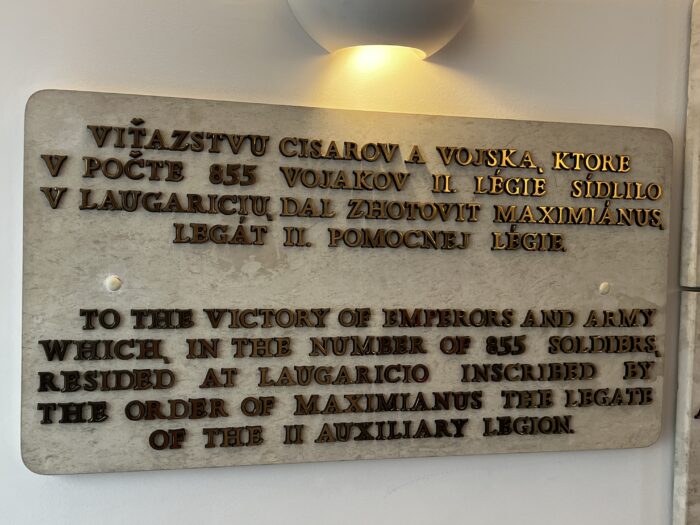 VIŤAZSTVU CISAROV A VOJSKA, KTORE
V POČTE 855 VOJAKOV II. LÉGIE SÍDLILO
V LAUGARICIU, DAL ZHOTOVIT MAXIMIÁNUS,
LEGÁT II. POMOCNEJ LÉGIE.
TO THE VICTORY OF EMPERORS AND ARMY
WHICH, IN THE NUMBER OF 855 SOLDIERS,
RESIDED AT LAUGARICIO INSCRIBED BY
THE ORDER OF MAXIMIANUS THE LEGATE
OF THE II AUXILIARY LEGION.